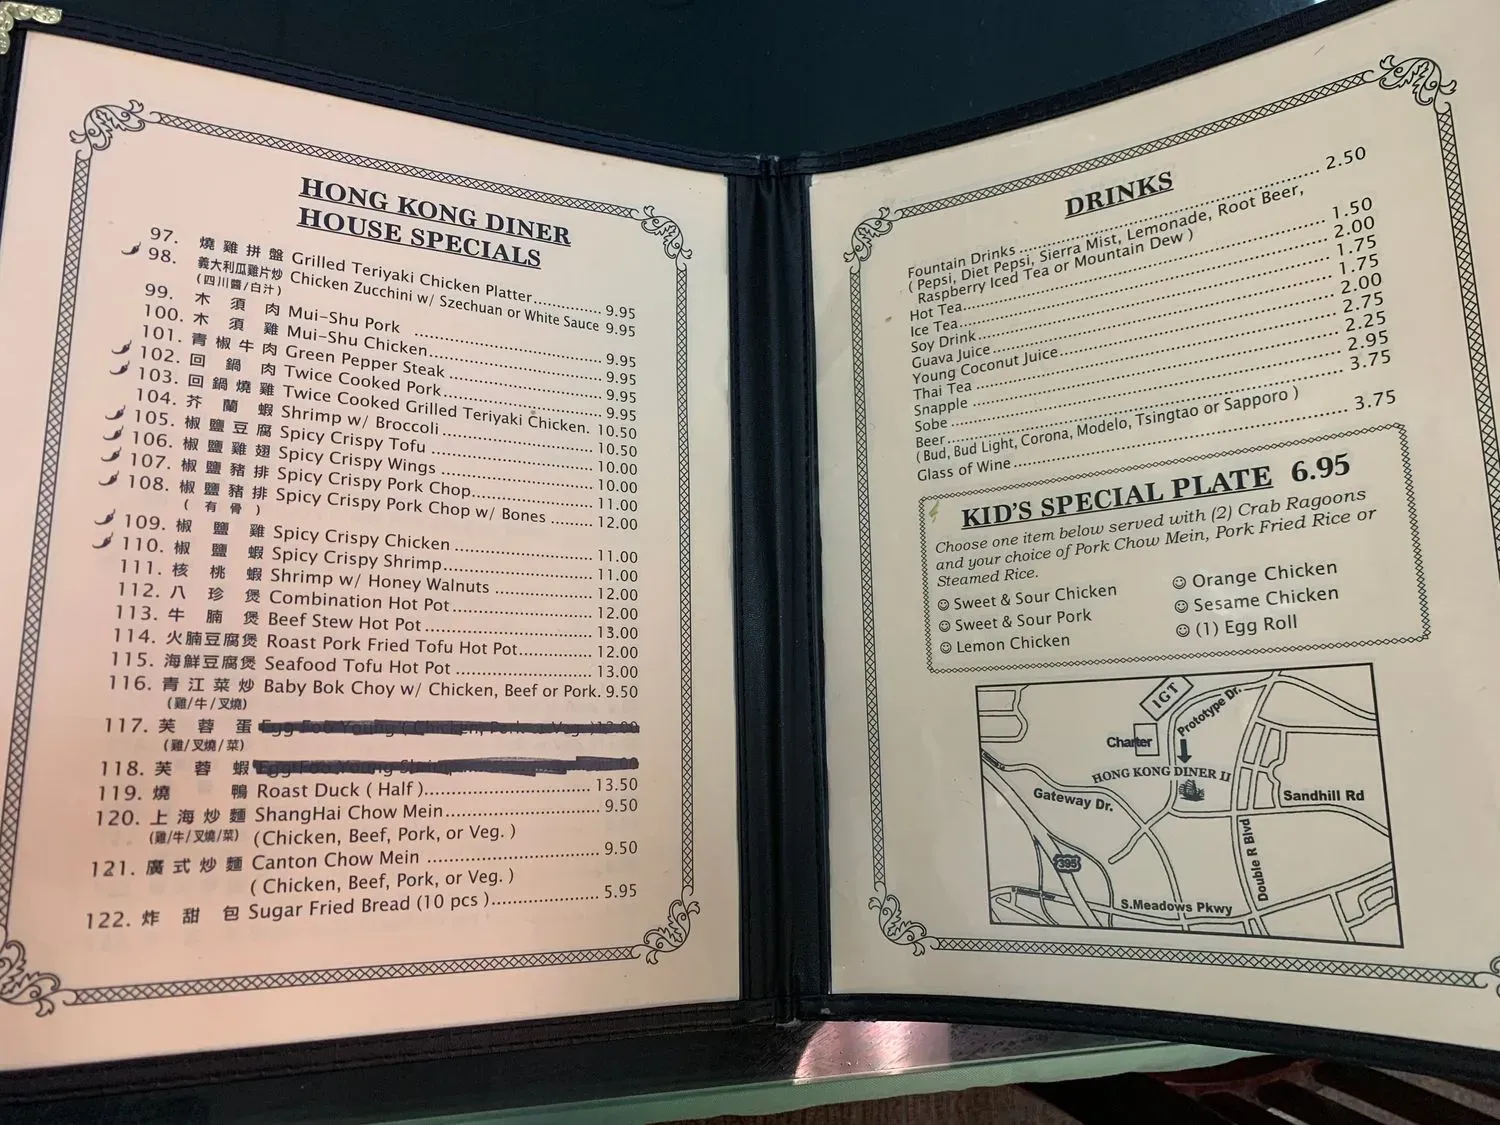 HONG KONG DINER
HOUSE SPECIALS
97. 燒雞拼盤 Grilled Teriyaki Chicken Platter.......... 9.95
98. 義大利瓜雞片炒 Chicken Zucchini w/ Szechuan or White Sauce 9.95
(四川醬/白汁)
99. 木須肉 Mui-Shu Pork .......... 9.95
100. 木須雞 Mui-Shu Chicken.......... 9.95
101. 青椒牛肉 Green Pepper Steak .......... 9.95
102. 回鍋肉 Twice Cooked Pork.......... 9.95
103. 回鍋燒雞 Twice Cooked Grilled Teriyaki Chicken. 10.50
104. 芥蘭蝦 Shrimp w/ Broccoli.......... 10.50
105. 椒鹽豆腐 Spicy Crispy Tofu .......... 10.00
106. 椒鹽雞翅 Spicy Crispy Wings .......... 10.00
107. 椒鹽豬排 Spicy Crispy Pork Chop.......... 11.00
108. 椒鹽豬排 Spicy Crispy Pork Chop w/ Bones .......... 12.00
(有骨)
109. 椒鹽雞 Spicy Crispy Chicken .......... 11.00
110. 椒鹽蝦 Spicy Crispy Shrimp.......... 11.00
111. 核桃蝦 Shrimp w/ Honey Walnuts .......... 12.00
112. 八珍煲 Combination Hot Pot.......... 12.00
113. 牛腩煲 Beef Stew Hot Pot.......... 13.00
114. 火腩豆腐煲 Roast Pork Fried Tofu Hot Pot.......... 12.00
115. 海鮮豆腐煲 Seafood Tofu Hot Pot .......... 13.00
116. 青江菜炒 Baby Bok Choy w/ Chicken, Beef or Pork. 9.50
(雞/牛/叉燒)
117. 芙蓉蛋 Egg Foo Young ( Chicken, Pork or Veg. ) 12.00
(雞/叉燒/菜)
118. 芙蓉蝦 Egg Foo Young
119. 燒鴨 Roast Duck ( Half ).......... 13.50
120. 上海炒麵 ShangHai Chow Mein .......... 9.50
(雞/牛/叉燒/菜) (Chicken, Beef, Pork, or Veg. )
121. 廣式炒麵 Canton Chow Mein .......... 9.50
( Chicken, Beef, Pork, or Veg. )
122. 炸甜包 Sugar Fried Bread (10 pcs ).......... 5.95
DRINKS
Fountain Drinks .......... 2.50
( Pepsi, Diet Pepsi, Sierra Mist, Lemonade, Root Beer,
Raspberry Iced Tea or Mountain Dew )
Hot Tea.......... 1.50
Ice Tea.......... 2.00
Soy Drink.......... 1.75
Guava Juice.......... 1.75
Young Coconut Juice.......... 2.00
Thai Tea .......... 2.75
Snapple .......... 2.25
Sobe .......... 2.95
Beer.......... 3.75
( Bud, Bud Light, Corona, Modelo, Tsingtao or Sapporo )
Glass of Wine.......... 3.75
KID'S SPECIAL PLATE 6.95
Choose one item below served with (2) Crab Ragoons
and your choice of Pork Chow Mein, Pork Fried Rice or
Steamed Rice.
☺ Sweet & Sour Chicken
☺ Sweet & Sour Pork
☺ Lemon Chicken
☺ Orange Chicken
☺ Sesame Chicken
☺ (1) Egg Roll
IGT
Prototype Dr.
Charter
HONG KONG DINER II
Gateway Dr.
Sandhill Rd
395
Double R Blvd
S.Meadows Pkwy